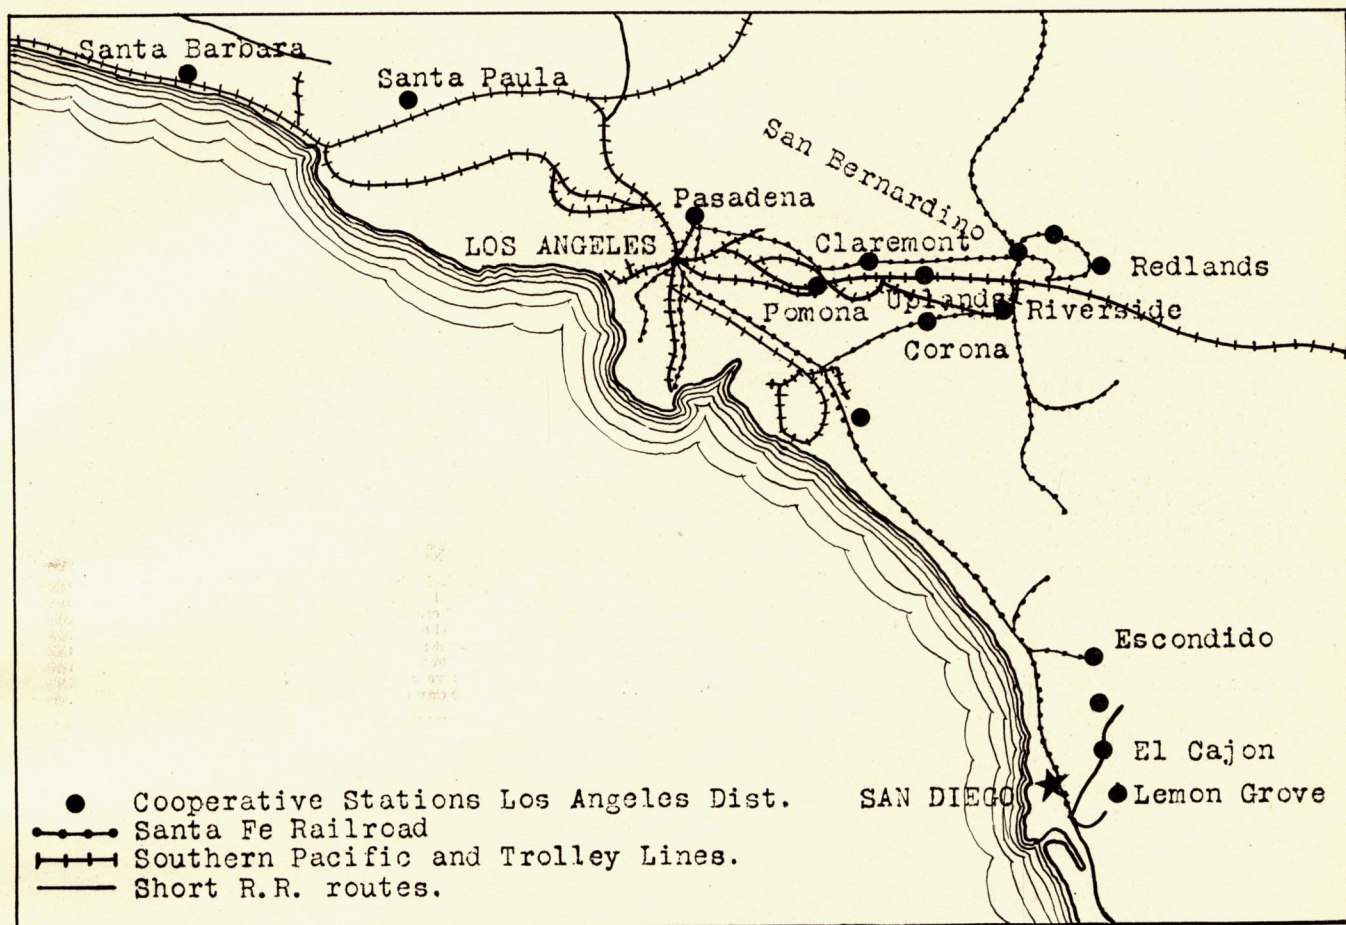 Santa Barbara
Santa Paula
San Bernardino
Pasadena
LOS ANGELES
Claremont
Redlands
Pomona
Uplands
Riverside
Corona
Escondido
El Cajon
SAN DIEGO
Lemon Grove
Cooperative Stations Los Angeles Dist.
Santa Fe Railroad
Southern Pacific and Trolley Lines.
Short R.R. routes.